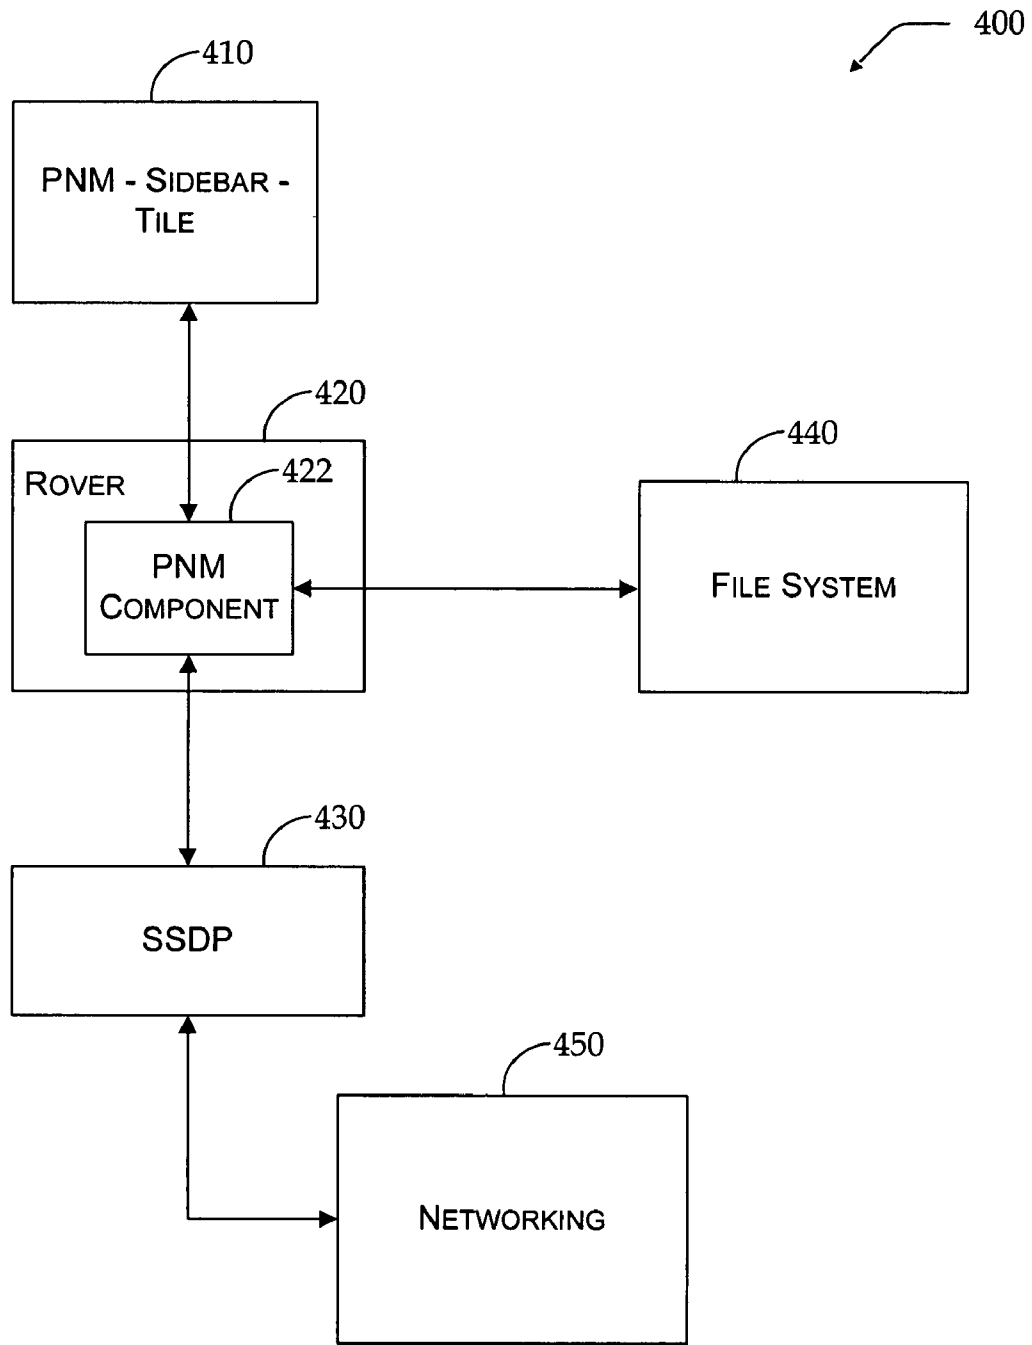 400
410
PNM - SIDEBAR -
TILE
420
ROVER
422
PNM
COMPONENT
440
FILE SYSTEM
430
SSDP
450
NETWORKING